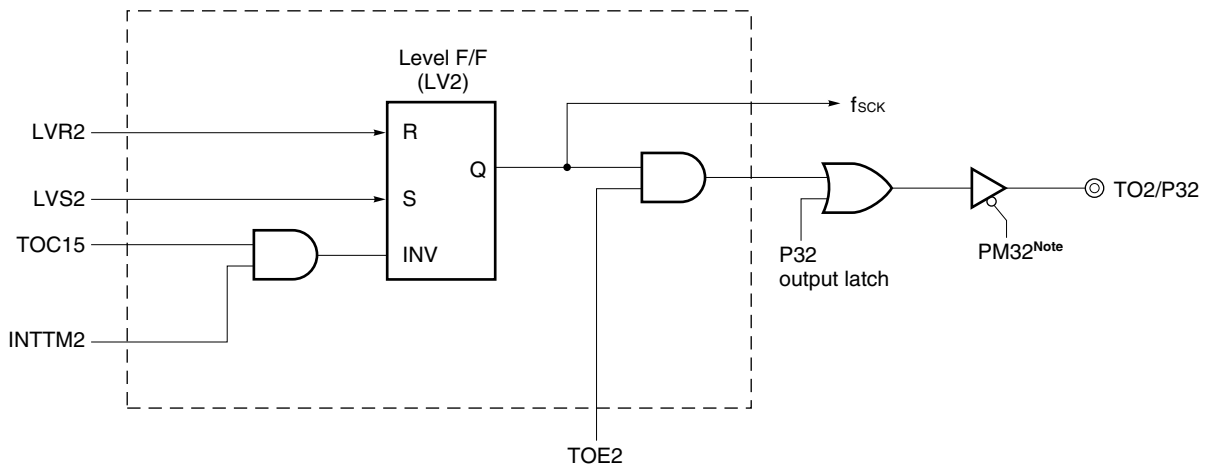 Level F/F
(LV2)
fSCK
LVR2
R
Q
LVS2
S
TO2/P32
TOC15
INV
P32
output latch
PM32Note
INTTM2
TOE2